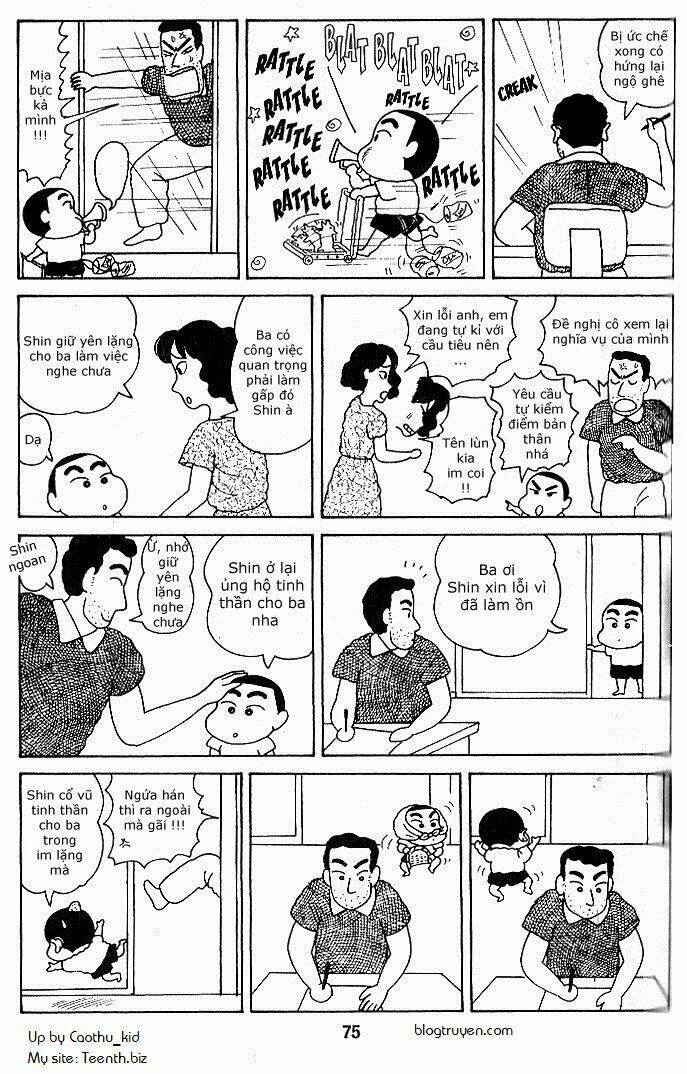 Bị ức chế
xong có
hứng lại
ngộ ghê
CREAK
BLAT BLAT BLAT
RATTLE
RATTLE
RATTLE
RATTLE
RATTLE
RATTLE
RATTLE
Mịa
bực
kả
mình
!!!
Đề nghị cô xem lại
nghĩa vụ của mình
Xin lỗi anh, em
đang tự kỉ với
cầu tiêu nên
...
Yêu cầu
tự kiểm
điểm bản
thân
nhá
Tên lùn
kia
im coi
!!
Ba có
công việc
quan trọng
phải làm
gấp đó
Shin à
Shin giữ yên lặng
cho ba làm việc
nghe chưa
Dạ
Ba ơi
Shin xin lỗi vì
đã làm ồn
Shin ở lại
ủng hộ tinh
thần cho ba
nha
Ừ, nhớ
giữ
yên
lặng
nghe
chưa
Shin
ngoan
Ngứa hán
thì ra ngoài
mà gãi !!!
Shin cổ vũ
tinh thần
cho ba
trong
im lặng
mà
Up by Caothu_kid
My site: Teenth.biz
75
blogtruyen.com